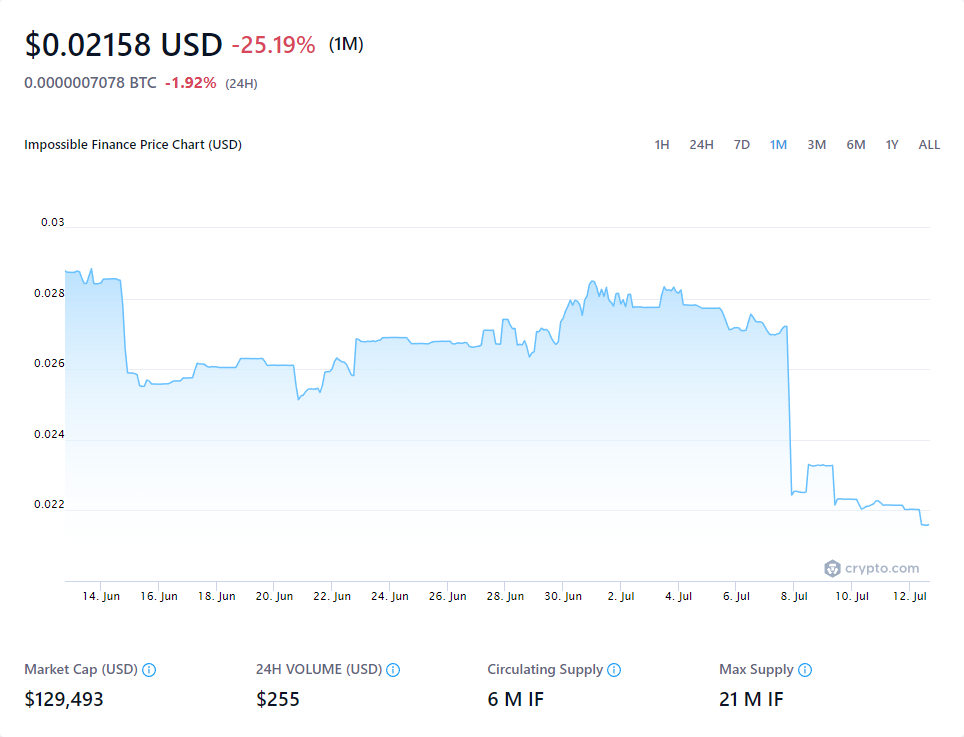 $0.02158 USD -25.19% (1M)
0.0000007078 BTC -1.92% (24H)
Impossible Finance Price Chart (USD) 1H 24H 7D 1M 3M 6M 1Y ALL
0.03
0.028
0.026
0.024
0.022
crypto.com
14. Jun 16. Jun 18. Jun 20. Jun 22. Jun 24. Jun 26. Jun 28. Jun 30. Jun 2. Jul 4. Jul 6. Jul 8. Jul 10. Jul 12. Jul
Market Cap (USD) 24H VOLUME (USD) Circulating Supply Max Supply
$129,493 $255 6 M IF 21 M IF